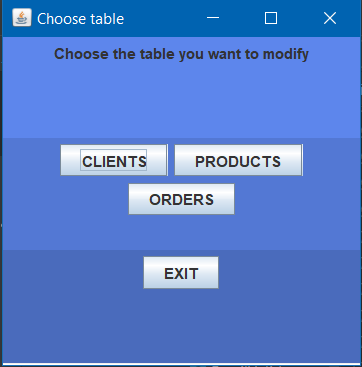 Choose table
Choose the table you want to modify
CLIENTS PRODUCTS
ORDERS
EXIT